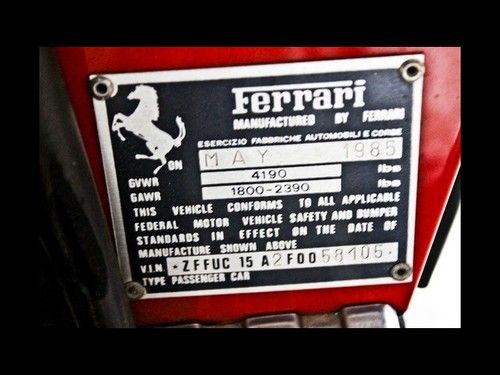 Ferrari
MANUFACTURED BY FERRARI
ESERCIZIO FABBRICHE AUTOMOBILI E CORSE
ON MAY 1985
GVWR 4190 lbs
GAWR 1800-2390 lbs
THIS VEHICLE CONFORMS TO ALL APPLICABLE
FEDERAL MOTOR VEHICLE SAFETY AND BUMPER
STANDARDS IN EFFECT ON THE DATE OF
MANUFACTURE SHOWN ABOVE
V.I.N. ·ZFFUC 15 A2F0058105·
TYPE PASSENGER CAR